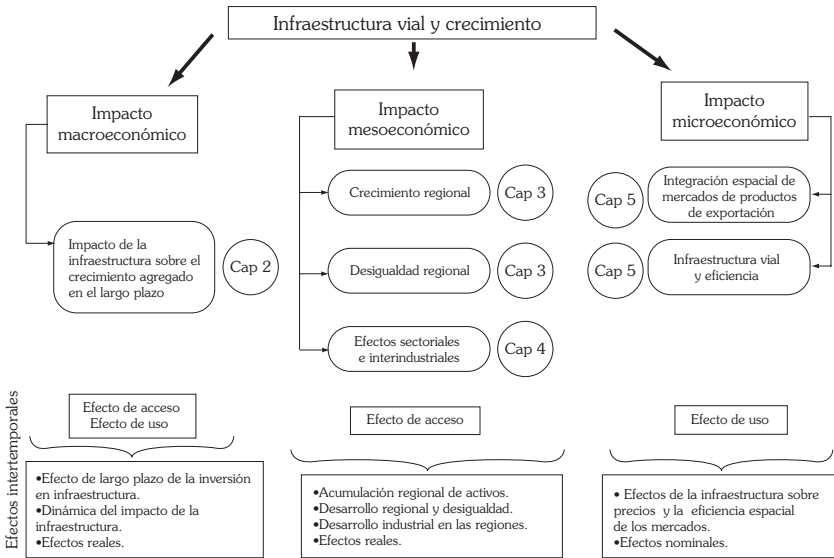 Infraestructura vial y crecimiento
Impacto
macroeconómico
Impacto de la
infraestructura sobre el
crecimiento agregado
en el largo plazo
Cap 2
Impacto
mesoeconómico
Crecimiento regional
Cap 3
Desigualdad regional
Cap 3
Efectos sectoriales
e interindustriales
Cap 4
Impacto
microeconómico
Cap 5
Integración espacial de
mercados de productos
de exportación
Cap 5
Infraestructura vial
y eficiencia
Efectos intertemporales
Efecto de acceso
Efecto de uso
•Efecto de largo plazo de la inversión
en infraestructura.
•Dinámica del impacto de la
infraestructura.
•Efectos reales.
Efecto de acceso
•Acumulación regional de activos.
•Desarrollo regional y desigualdad.
•Desarrollo industrial en las regiones.
•Efectos reales.
Efecto de uso
• Efectos de la infraestructura sobre
precios y la eficiencia espacial
de los mercados.
•Efectos nominales.